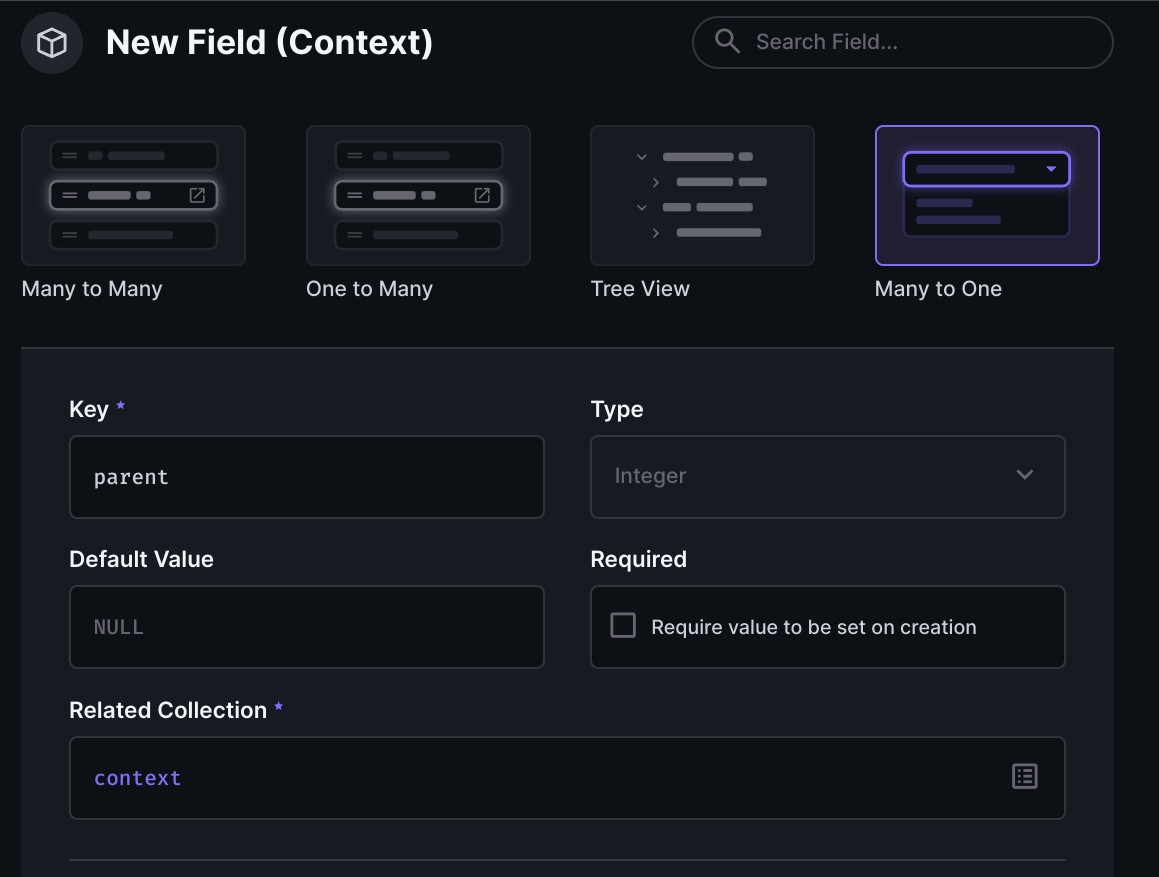 New Field (Context)
Search Field...
Many to Many
One to Many
Tree View
Many to One
Key *
Type
parent
Integer
Default Value
Required
NULL
Require value to be set on creation
Related Collection *
context